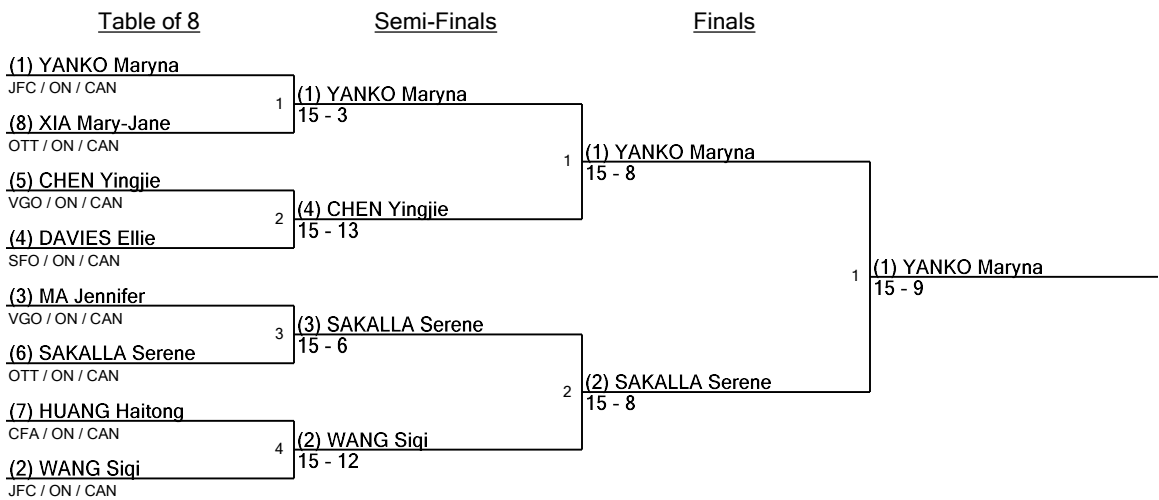 Table of 8
Semi-Finals
Finals
(1) YANKO Maryna
JFC / ON / CAN
1
(1) YANKO Maryna
15 - 3
(8) XIA Mary-Jane
OTT / ON / CAN
1
(1) YANKO Maryna
15 - 8
(5) CHEN Yingjie
VGO / ON / CAN
2
(4) CHEN Yingjie
15 - 13
(4) DAVIES Ellie
SFO / ON / CAN
1
(1) YANKO Maryna
15 - 9
(3) MA Jennifer
VGO / ON / CAN
3
(3) SAKALLA Serene
15 - 6
(6) SAKALLA Serene
OTT / ON / CAN
2
(2) SAKALLA Serene
15 - 8
(7) HUANG Haitong
CFA / ON / CAN
4
(2) WANG Siqi
15 - 12
(2) WANG Siqi
JFC / ON / CAN